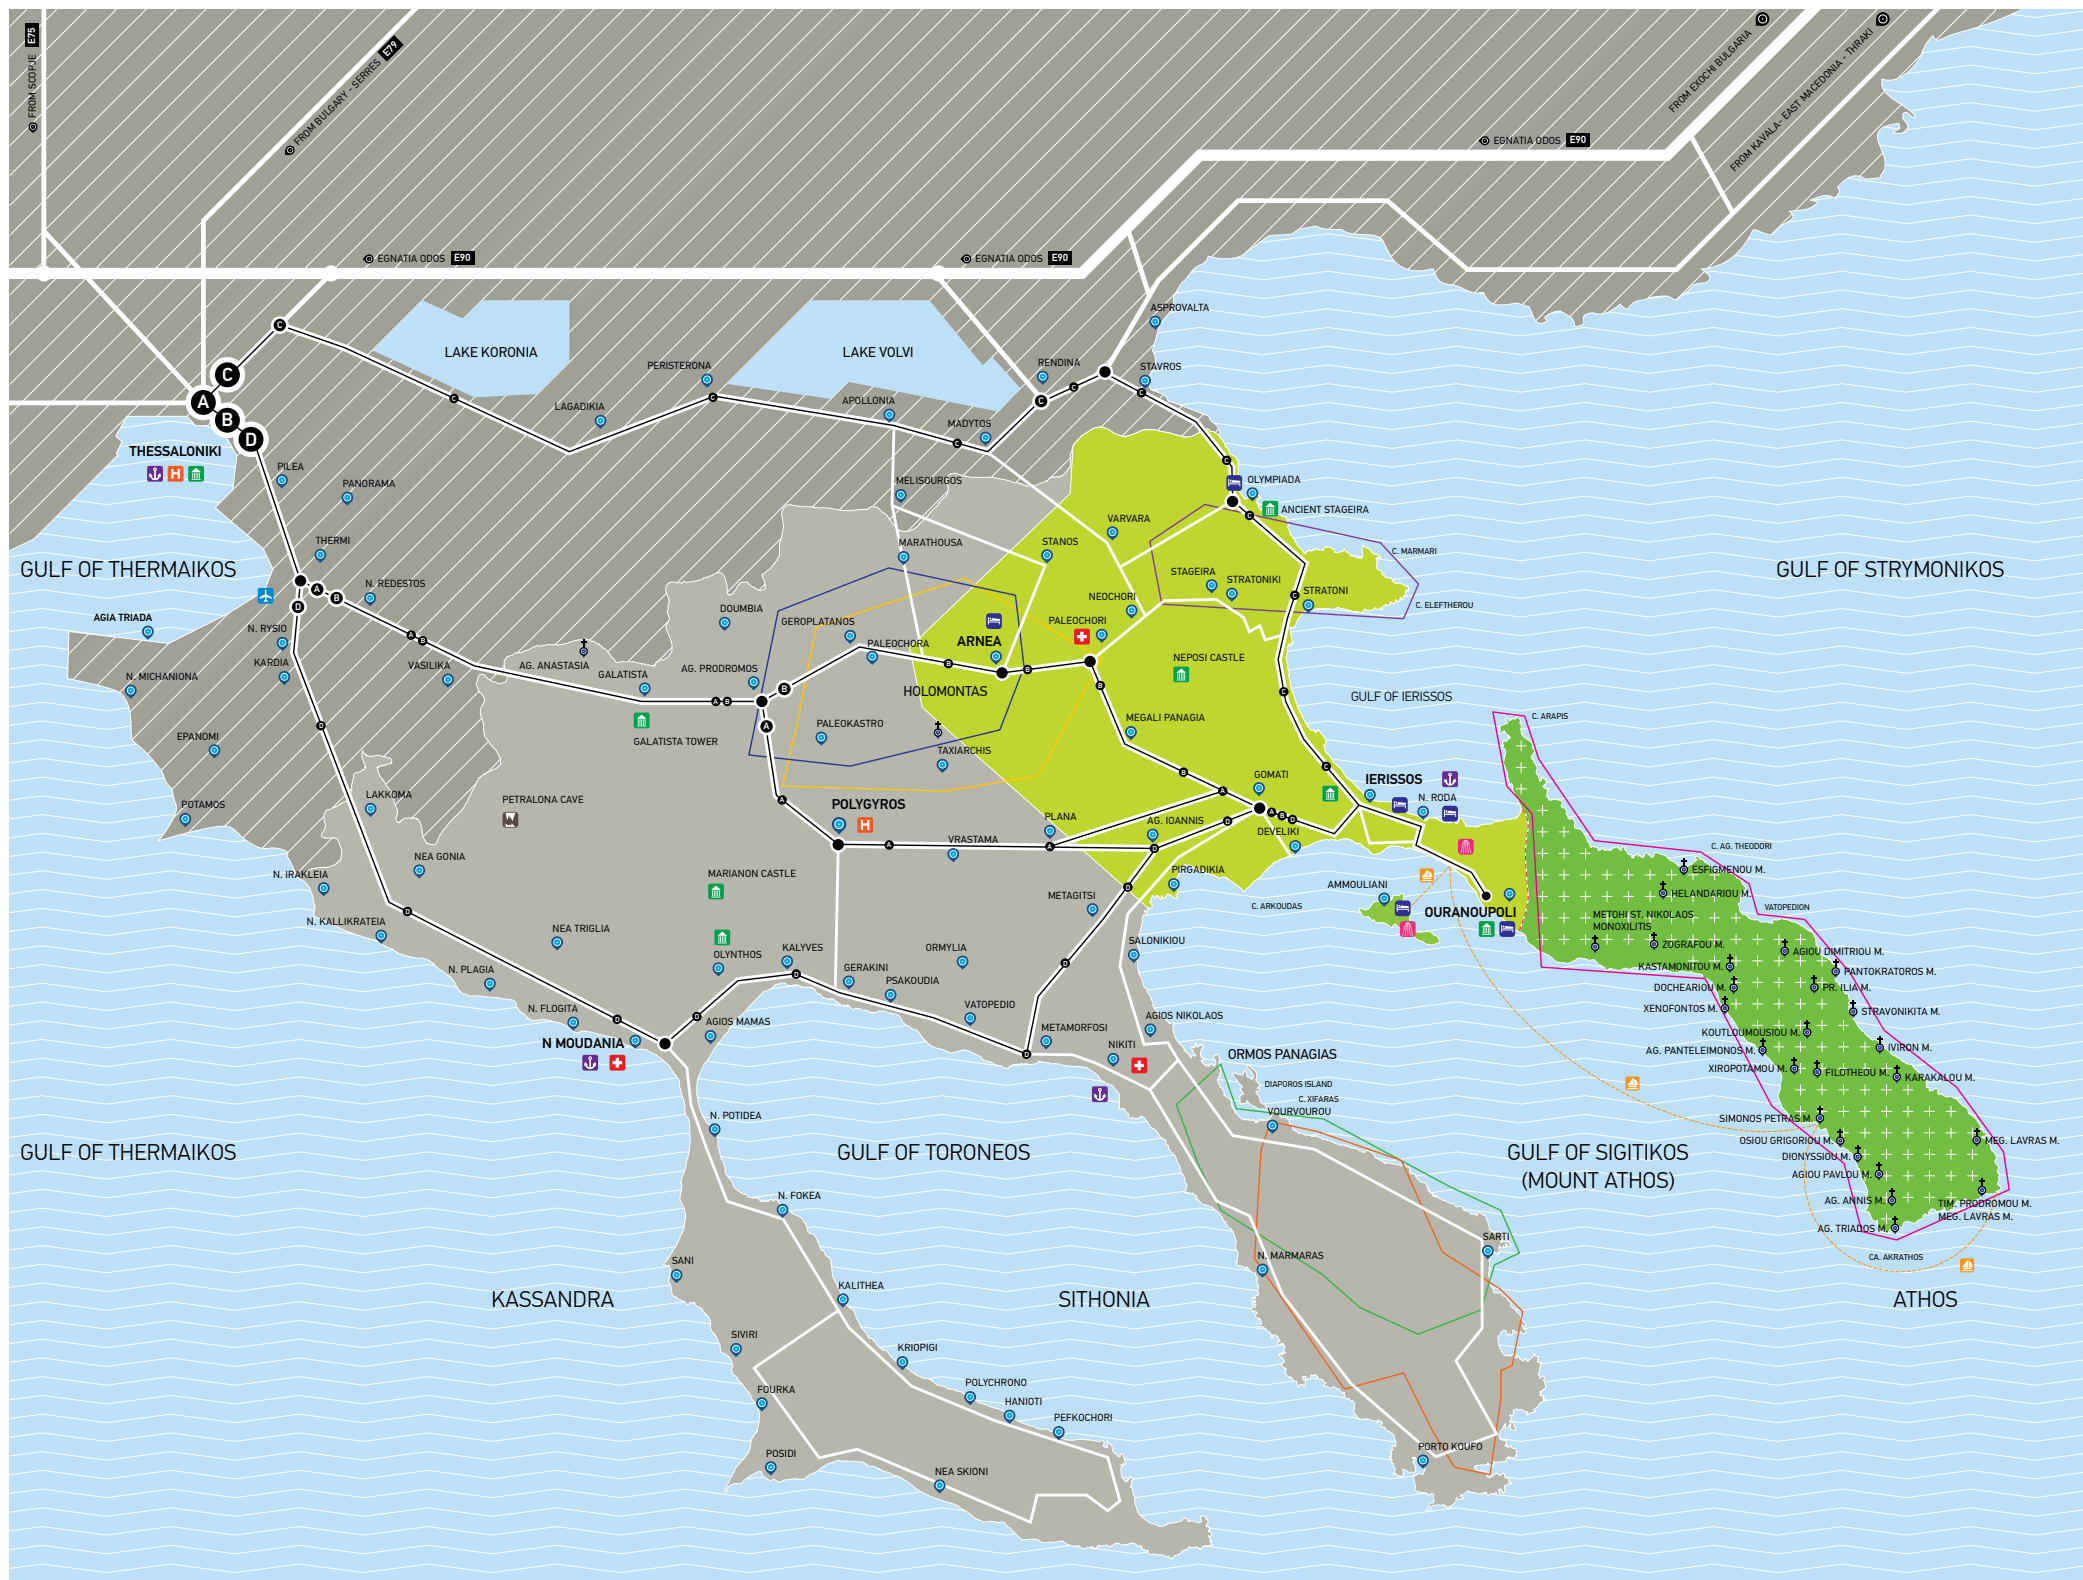 FROM SCOPJE E75
FROM BULGARY - SERRES E79
FROM EXOCHI BULGARIA
FROM KAVALA- EAST MACEDONIA - THRAKI
EGNATIA ODOS E90
EGNATIA ODOS E90
EGNATIA ODOS E90
ASPROVALTA
C
LAKE KORONIA
LAKE VOLVI
PERISTERONA
RENDINA
STAVROS
C
A
B
D
C
C
C
C
C
LAGADIKIA
APOLLONIA
MADYTOS
C
THESSALONIKI
H
PILEA
PANORAMA
MELISOURGOS
C
OLYMPIADA
ANCIENT STAGEIRA
C
VARVARA
THERMI
MARATHOUSA
STANOS
C. MARMARI
GULF OF THERMAIKOS
GULF OF STRYMONIKOS
N. REDESTOS
A
B
D
STAGEIRA
STRATONIKI
STRATONI
C
C. ELEFTHEROU
NEOCHORI
DOUMBIA
AGIA TRIADA
N. RYSIO
A B
GEROPLATANOS
PALEOCHORI
ARNEA
PALEOCHORA
KARDIA
VASILIKA
AG. ANASTASIA
GALATISTA
AG. PRODROMOS
B
B
NEPOSI CASTLE
N. MICHANIONA
A B
B
B
C
HOLOMONTAS
GULF OF IERISSOS
D
A
GALATISTA TOWER
PALEOKASTRO
MEGALI PANAGIA
C. ARAPIS
EPANOMI
TAXIARCHIS
B
C
GOMATI
IERISSOS
LAKKOMA
PETRALONA CAVE
A
A
N. RODA
POTAMOS
POLYGYROS
H
PLANA
AG. IOANNIS
D
A B D
DEVELIKI
VRASTAMA
A
A
D
C. AG. THEODORI
NEA GONIA
N. IRAKLEIA
MARIANON CASTLE
PIRGADIKIA
D
ESFIGMENOU M.
AMMOULIANI
HELANDARIOU M.
METAGITSI
C. ARKOUDAS
OURANOUPOLI
VATOPEDION
METOHI ST. NIKOLAOS
MONOXILITIS
N. KALLIKRATEIA
D
NEA TRIGLIA
OLYNTHOS
KALYVES
ORMYLIA
SALONIKIOU
ZOGRAFOU M.
AGIOU DIMITRIOU M.
KASTAMONITOU M.
PANTOKRATOROS M.
N. PLAGIA
D
GERAKINI
PSAKOUDIA
D
DOCHEARIOU M.
PR. ILIA M.
N. FLOGITA
D
D
AGIOS MAMAS
VATOPEDIO
XENOFONTOS M.
STRAVONIKITA M.
METAMORFOSI
AGIOS NIKOLAOS
KOUTLOUMOUSIOU M.
N MOUDANIA
D
NIKITI
ORMOS PANAGIAS
AG. PANTELEIMONOS M.
IVIRON M.
XIROPOTAMOU M.
FILOTHEOU M.
KARAKALOU M.
DIAPOROS ISLAND
C. XIFARAS
VOURVOUROU
N. POTIDEA
SIMONOS PETRAS M.
OSIOU GRIGORIOU M.
MEG. LAVRAS M.
GULF OF THERMAIKOS
GULF OF TORONEOS
GULF OF SIGITIKOS
(MOUNT ATHOS)
DIONYSSIOU M.
AGIOU PAVLOU M.
N. FOKEA
AG. ANNIS M.
TIM. PRODROMOU M.
MEG. LAVRAS M.
AG. TRIADOS M.
SARTI
SANI
N. MARMARAS
CA. AKRATHOS
KALITHEA
KASSANDRA
SITHONIA
ATHOS
SIVIRI
KRIOPIGI
FOURKA
POLYCHRONO
HANIOTI
PEFKOCHORI
POSIDI
PORTO KOUFO
NEA SKIONI